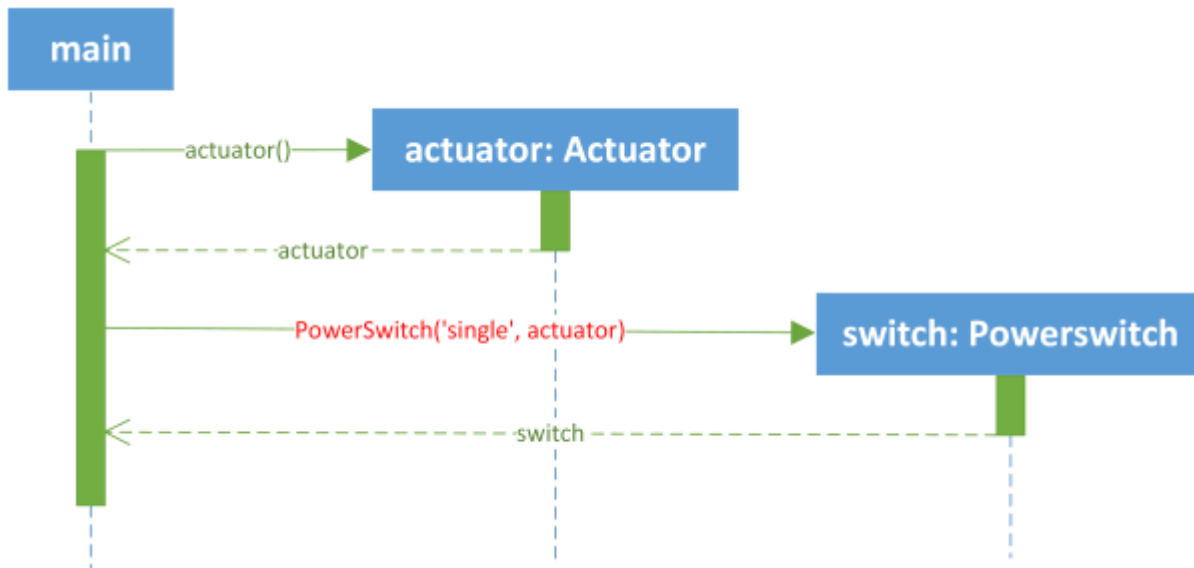 main
actuator()
actuator: Actuator
actuator
PowerSwitch('single', actuator)
switch: Powerswitch
switch